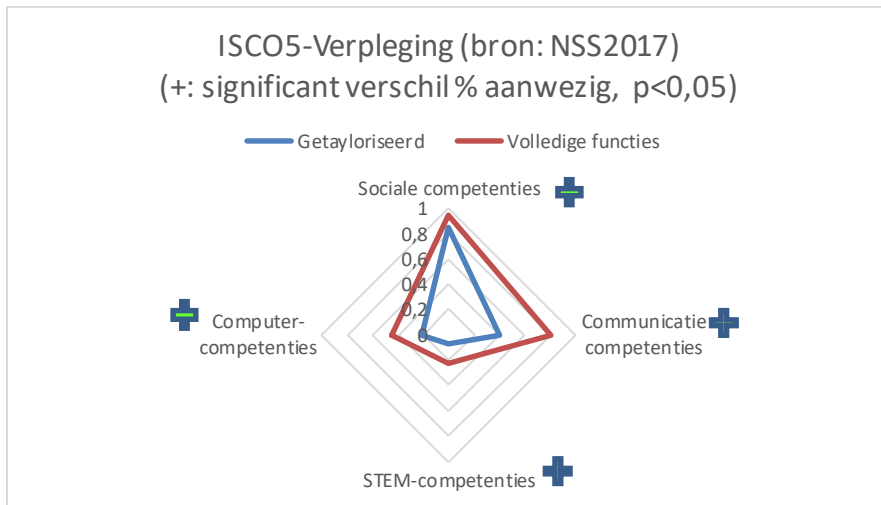 ISCO5-Verpleging (bron: NSS2017)
(+: significant verschil % aanwezig, p<0,05)
Getayloriseerd
Volledige functies
Sociale competenties
1
0,8
0,6
0,4
0,2
0
Computer-
competenties
Communicatie
competenties
STEM-competenties